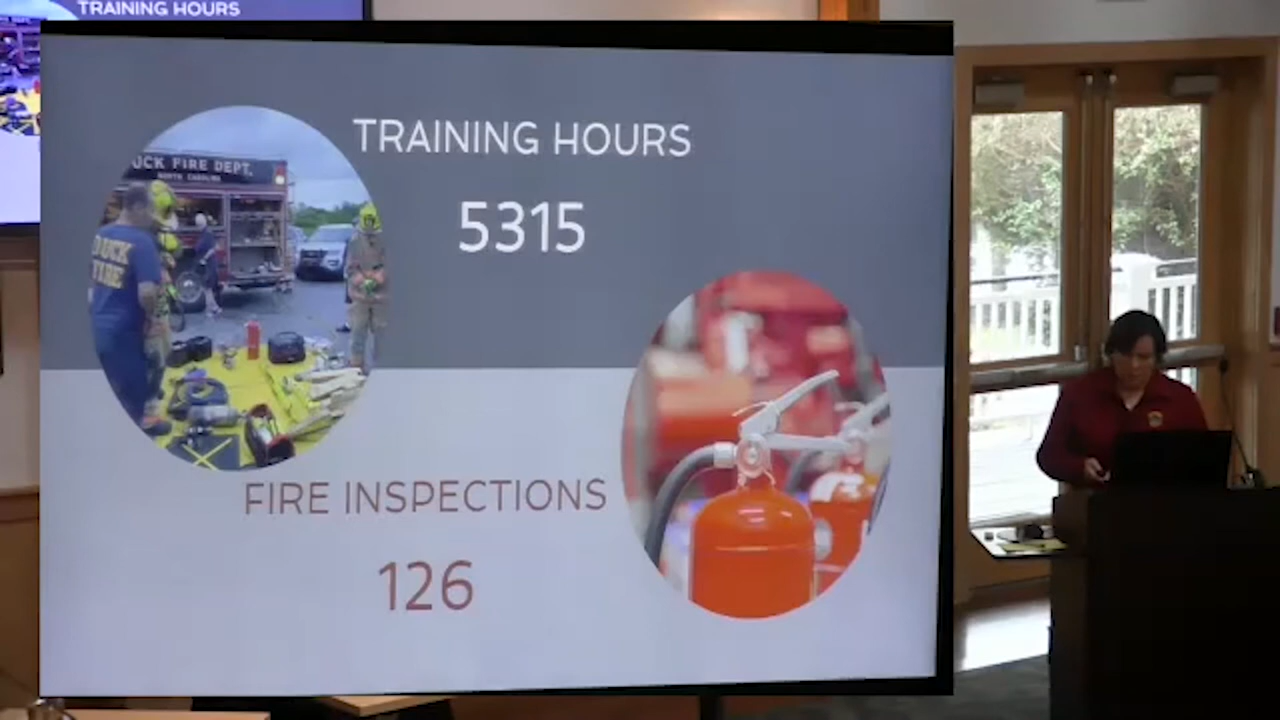 TRAINING HOURS
TRAINING HOURS
5315
UCK FIRE DEPT.
NORTH CAROLINA
DUCK
FIRE
FIRE INSPECTIONS
126